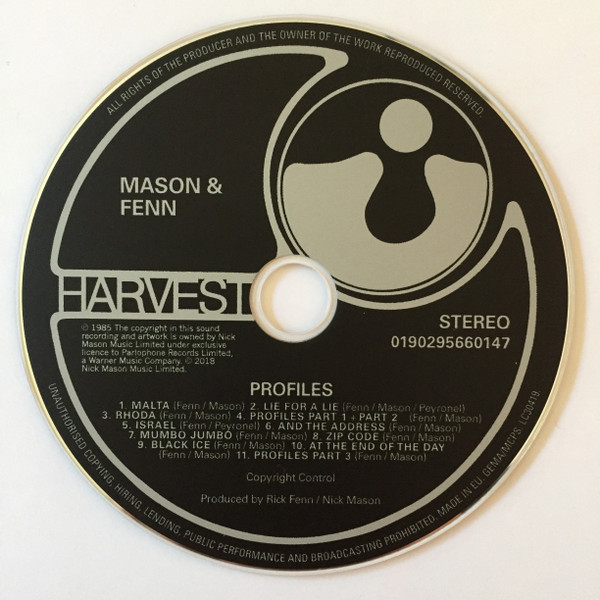 ALL RIGHTS OF THE PRODUCER AND THE OWNER OF THE WORK REPRODUCED RESERVED.
MASON &
FENN
HARVEST
℗ 1985 The copyright in this sound
recording and artwork is owned by Nick
Mason Music Limited under exclusive
licence to Parlophone Records Limited,
a Warner Music Company. © 2018
Nick Mason Music Limited.
STEREO
0190295660147
PROFILES
1. MALTA (Fenn / Mason) 2. LIE FOR A LIE (Fenn / Mason / Peyronel)
3. RHODA (Fenn / Mason) 4. PROFILES PART 1 + PART 2 (Fenn / Mason)
5. ISRAEL (Fenn / Peyronel) 6. AND THE ADDRESS (Fenn / Mason)
7. MUMBO JUMBO (Fenn / Mason) 8. ZIP CODE (Fenn / Mason)
9. BLACK ICE (Fenn / Mason) 10. AT THE END OF THE DAY
(Fenn / Mason) 11. PROFILES PART 3 (Fenn / Mason)
Copyright Control
Produced by Rick Fenn / Nick Mason
UNAUTHORISED COPYING, HIRING, LENDING, PUBLIC PERFORMANCE AND BROADCASTING PROHIBITED. MADE IN EU. GEMA/MCPS. LC00419